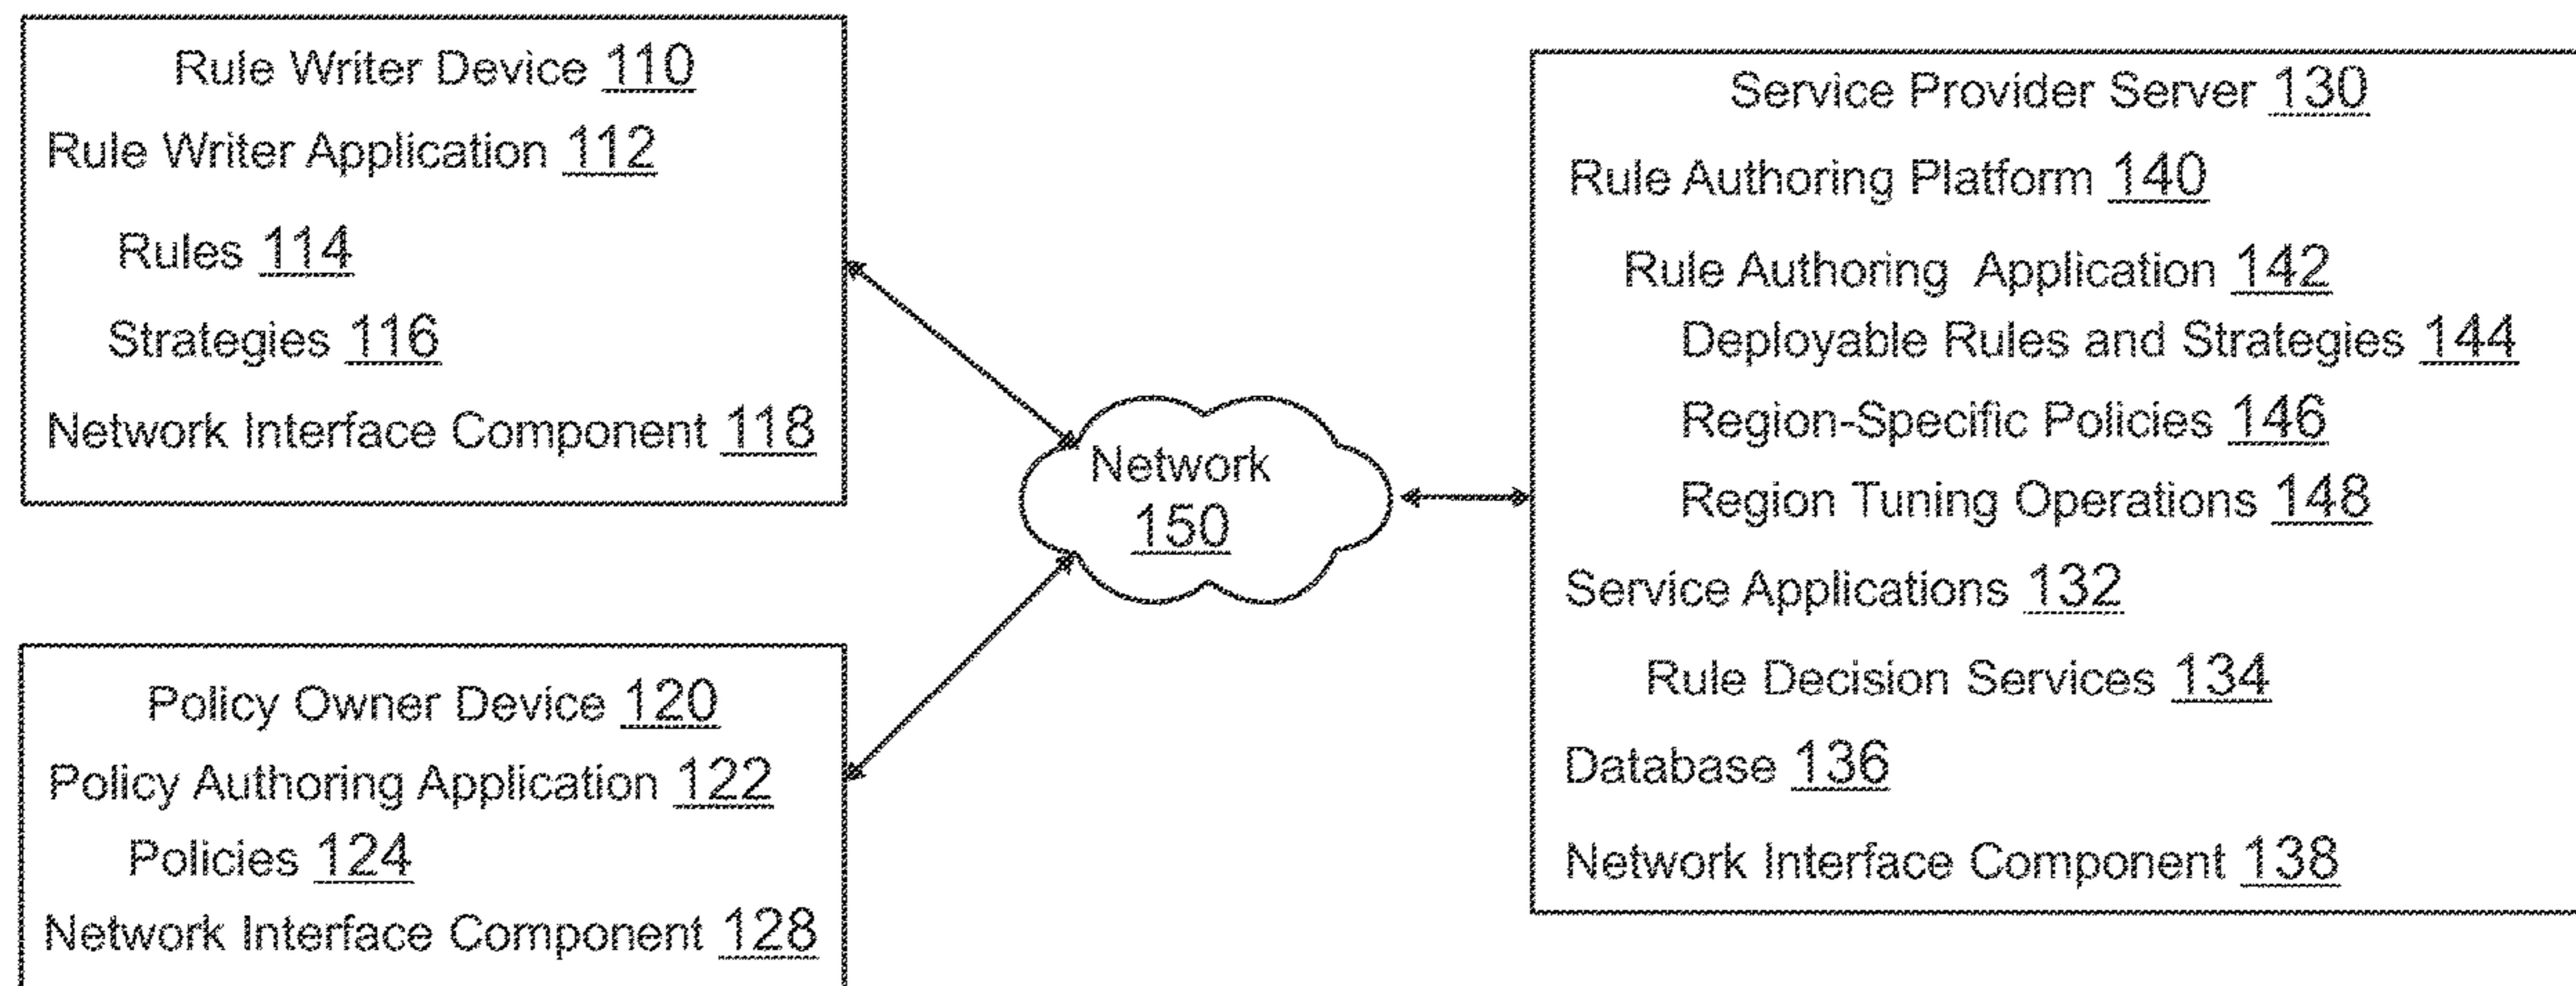 Rule Writer Device 110
Rule Writer Application 112
Rules 114
Strategies 116
Network Interface Component 118
Policy Owner Device 120
Policy Authoring Application 122
Policies 124
Network Interface Component 128
Network
150
Service Provider Server 130
Rule Authoring Platform 140
Rule Authoring Application 142
Deployable Rules and Strategies 144
Region-Specific Policies 146
Region Tuning Operations 148
Service Applications 132
Rule Decision Services 134
Database 136
Network Interface Component 138